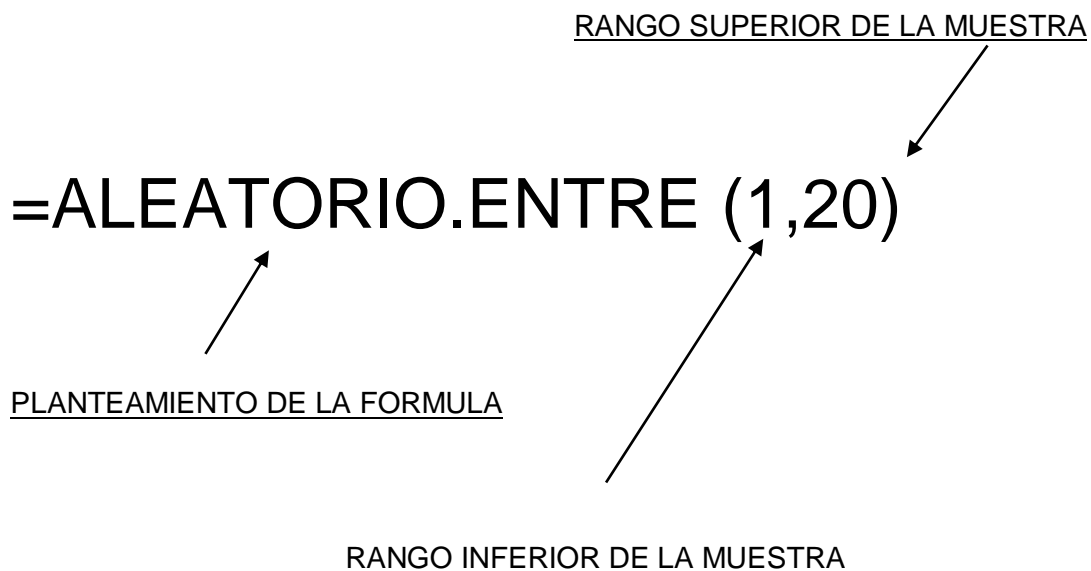 RANGO SUPERIOR DE LA MUESTRA
=ALEATORIO.ENTRE (1,20)
PLANTEAMIENTO DE LA FORMULA
RANGO INFERIOR DE LA MUESTRA